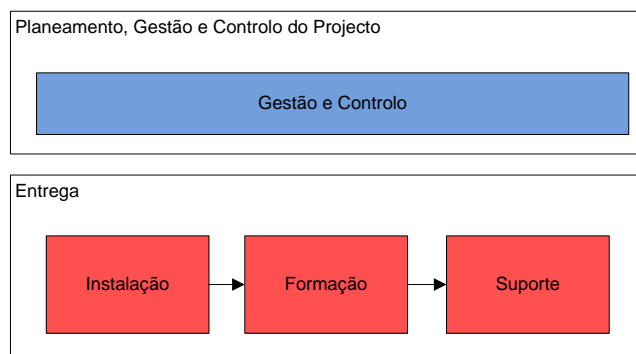 Planeamento, Gestão e Controlo do Projecto
Gestão e Controlo
Entrega
Instalação
Formação
Suporte